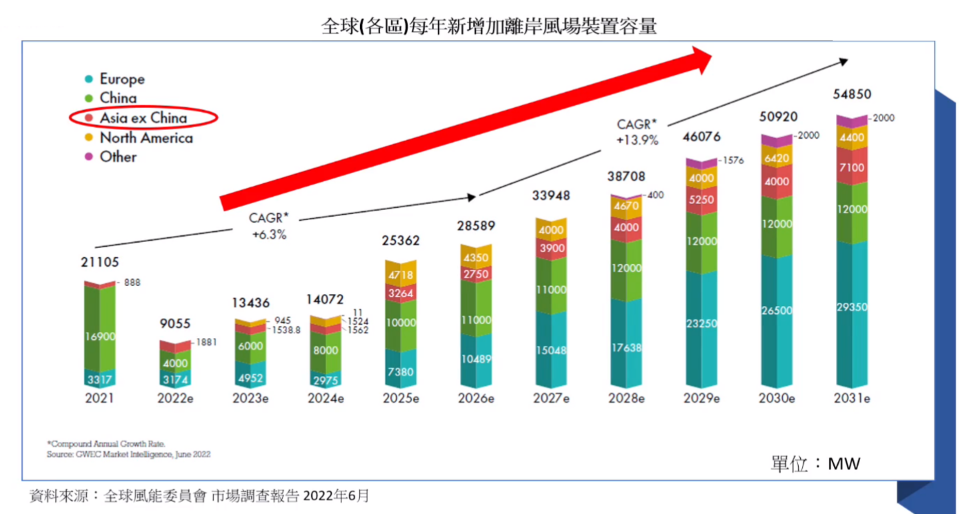 全球(各區)每年新增加離岸風場裝置容量
Europe
China
Asia ex China
North America
Other
CAGR*
+6.3%
CAGR*
+13.9%
21105
888
16900
3317
2021
9055
1881
4000
3174
2022e
13436
945
1538.8
6000
4952
2023e
14072
11
1524
1562
8000
2975
2024e
25362
4718
3264
10000
7380
2025e
28589
4350
2750
11000
10489
2026e
33948
4000
3900
11000
15048
2027e
38708
400
4670
4000
12000
17638
2028e
46076
1576
4000
5250
12000
23250
2029e
50920
2000
6420
4000
12000
26500
2030e
54850
2000
4400
7100
12000
29350
2031e
*Compound Annual Growth Rate.
Source: GWEC Market Intelligence, June 2022
單位：MW
資料來源：全球風能委員會 市場調查報告 2022年6月